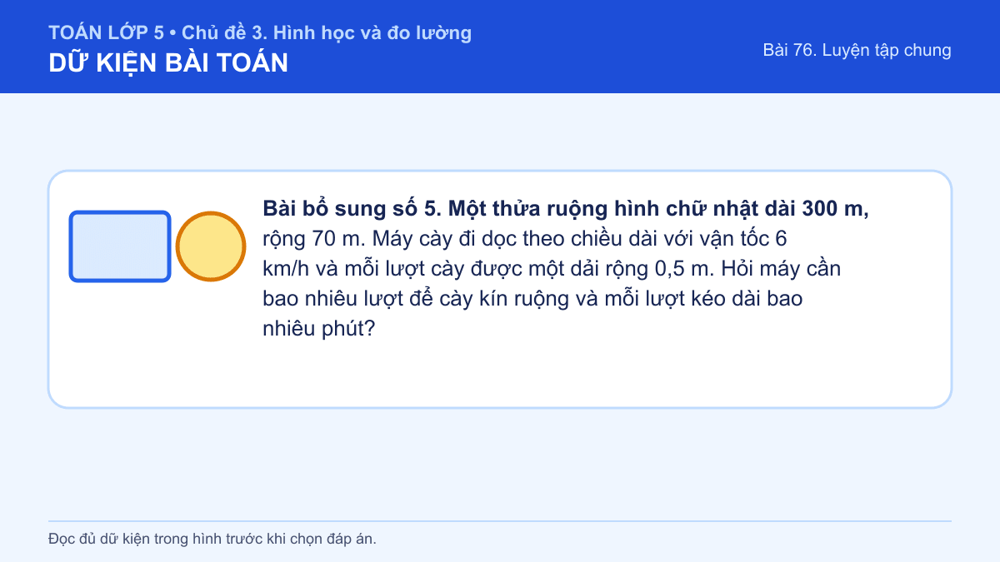 TOÁN LỚP 5 • Chủ đề 3. Hình học và đo lường
DỮ KIỆN BÀI TOÁN
Bài 76. Luyện tập chung
Bài bổ sung số 5. Một thửa ruộng hình chữ nhật dài 300 m,
rộng 70 m. Máy cày đi dọc theo chiều dài với vận tốc 6
km/h và mỗi lượt cày được một dải rộng 0,5 m. Hỏi máy cần
bao nhiêu lượt để cày kín ruộng và mỗi lượt kéo dài bao
nhiêu phút?
Đọc đủ dữ kiện trong hình trước khi chọn đáp án.